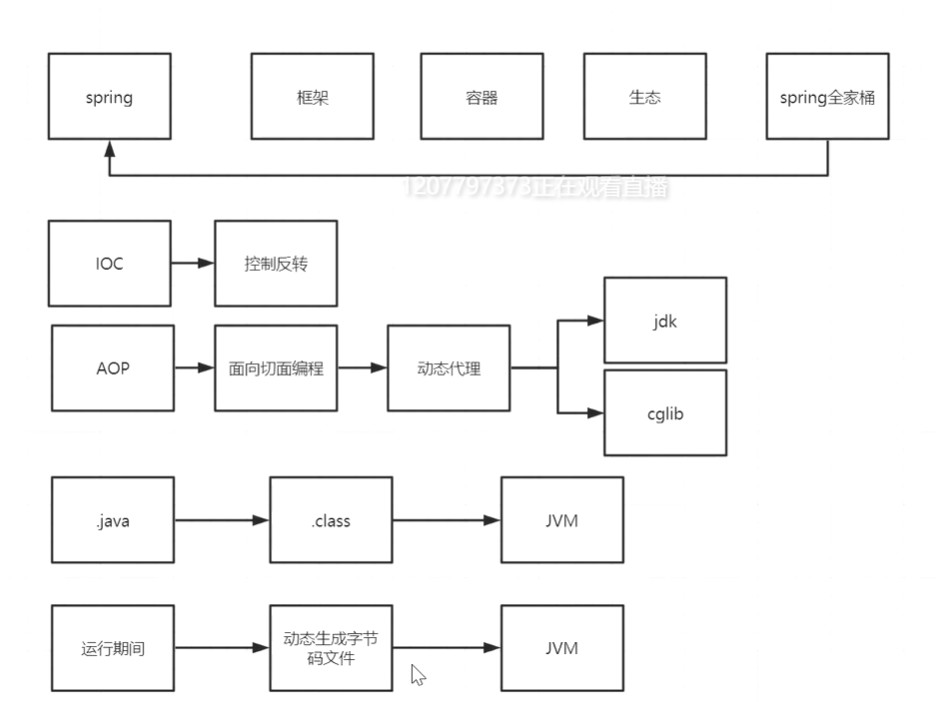 spring
框架
容器
生态
spring全家桶
1207797373正在观看直播
IOC
控制反转
jdk
AOP
面向切面编程
动态代理
cglib
.java
.class
JVM
运行期间
动态生成字节
码文件
JVM